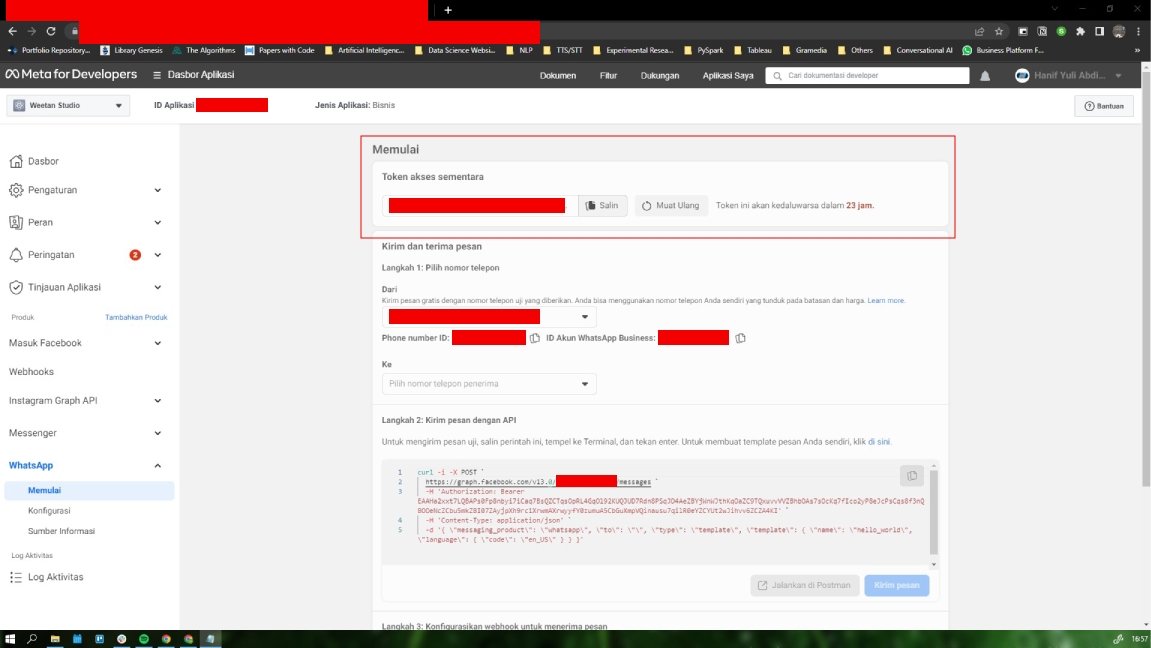 Portfolio Repository...
Library Genesis
The Algorithms
Papers with Code
Artificial Intelligenc...
Data Science Websi...
NLP
TTS/STT
Experimental Resea...
PySpark
Tableau
Gramedia
Others
Conversational AI
Business Platform F...
Meta for Developers
Dasbor Aplikasi
Dokumen
Fitur
Dukungan
Aplikasi Saya
Cari dokumentasi developer
Hanif Yuli Abdi...
Weetan Studio
ID Aplikasi
Jenis Aplikasi: Bisnis
Bantuan
Dasbor
Pengaturan
Peran
Peringatan
2
Tinjauan Aplikasi
Produk
Tambahkan Produk
Masuk Facebook
Webhooks
Instagram Graph API
Messenger
WhatsApp
Memulai
Konfigurasi
Sumber Informasi
Log Aktivitas
Log Aktivitas
Memulai
Token akses sementara
Salin
Muat Ulang
Token ini akan kedaluwarsa dalam 23 jam.
Kirim dan terima pesan
Langkah 1: Pilih nomor telepon
Dari
Kirim pesan gratis dengan nomor telepon uji yang diberikan. Anda bisa menggunakan nomor telepon Anda sendiri yang tunduk pada batasan dan harga. Learn more.
Phone number ID:
ID Akun WhatsApp Business:
Ke
Pilih nomor telepon penerima
Langkah 2: Kirim pesan dengan API
Untuk mengirim pesan uji, salin perintah ini, tempel ke Terminal, dan tekan enter. Untuk membuat template pesan Anda sendiri, klik di sini.
1 curl -i -X POST `
2 https://graph.facebook.com/v13.0/ /messages `
3 -H 'Authorization: Bearer
4 -H 'Content-Type: application/json' `
5 -d '{ \"messaging_product\": \"whatsapp\", \"to\": \"\", \"type\": \"template\", \"template\": { \"name\": \"hello_world\",
\"language\": { \"code\": \"en_US\" } } }'
Jalankan di Postman
Kirim pesan
Langkah 3: Konfigurasikan webhook untuk menerima pesan
16:57